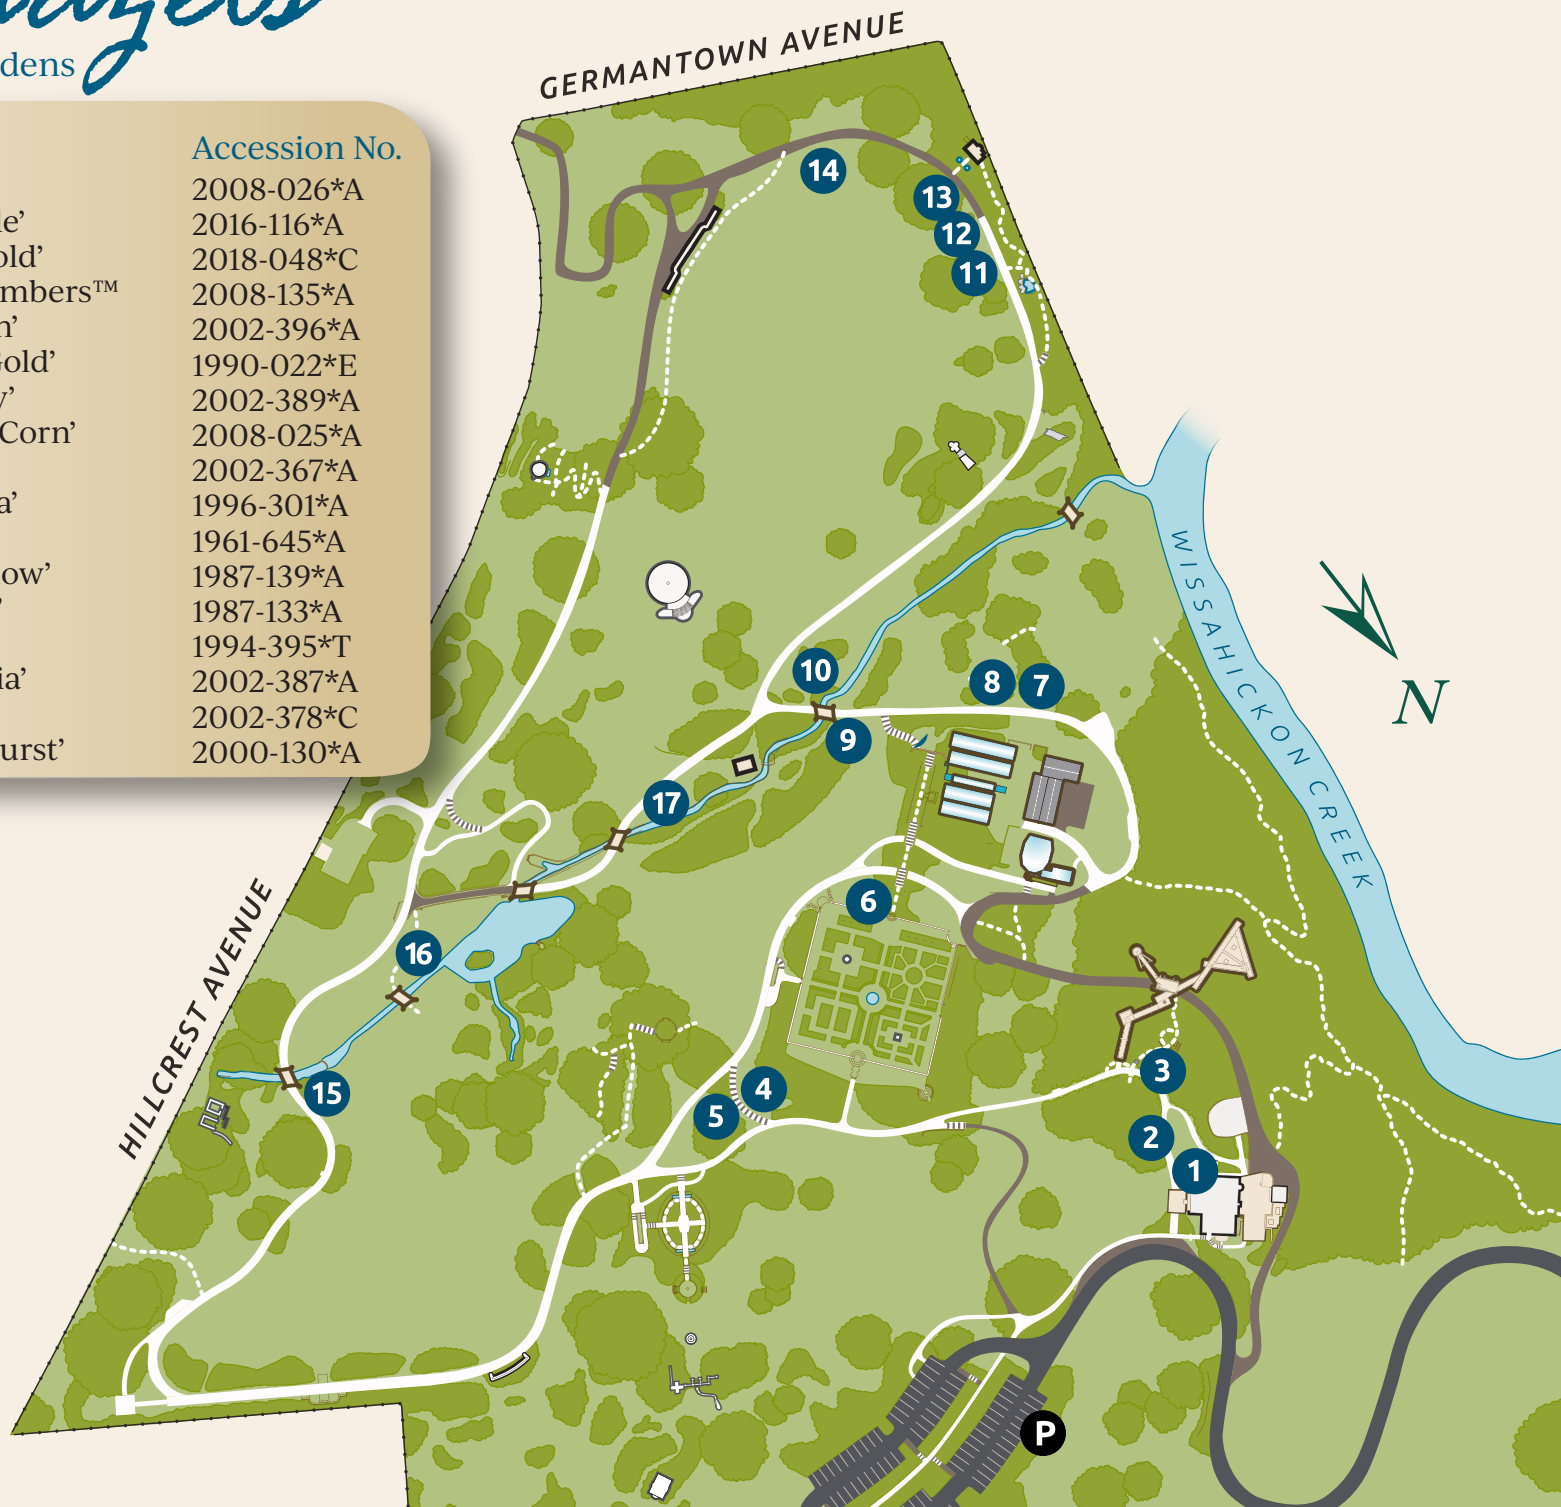 dens
Accession No.
2008-026*A
le’ 2016-116*A
old’ 2018-048*C
mbers™ 2008-135*A
n’ 2002-396*A
Gold’ 1990-022*E
y’ 2002-389*A
Corn’ 2008-025*A
2002-367*A
a’ 1996-301*A
1961-645*A
low’ 1987-139*A
’ 1987-133*A
1994-395*T
ia’ 2002-387*A
2002-378*C
urst’ 2000-130*A
GERMANTOWN AVENUE
14
13
12
11
WISSAHICKON CREEK
N
10
8
7
9
17
6
HILLCREST AVENUE
16
15
3
4
5
2
1
P